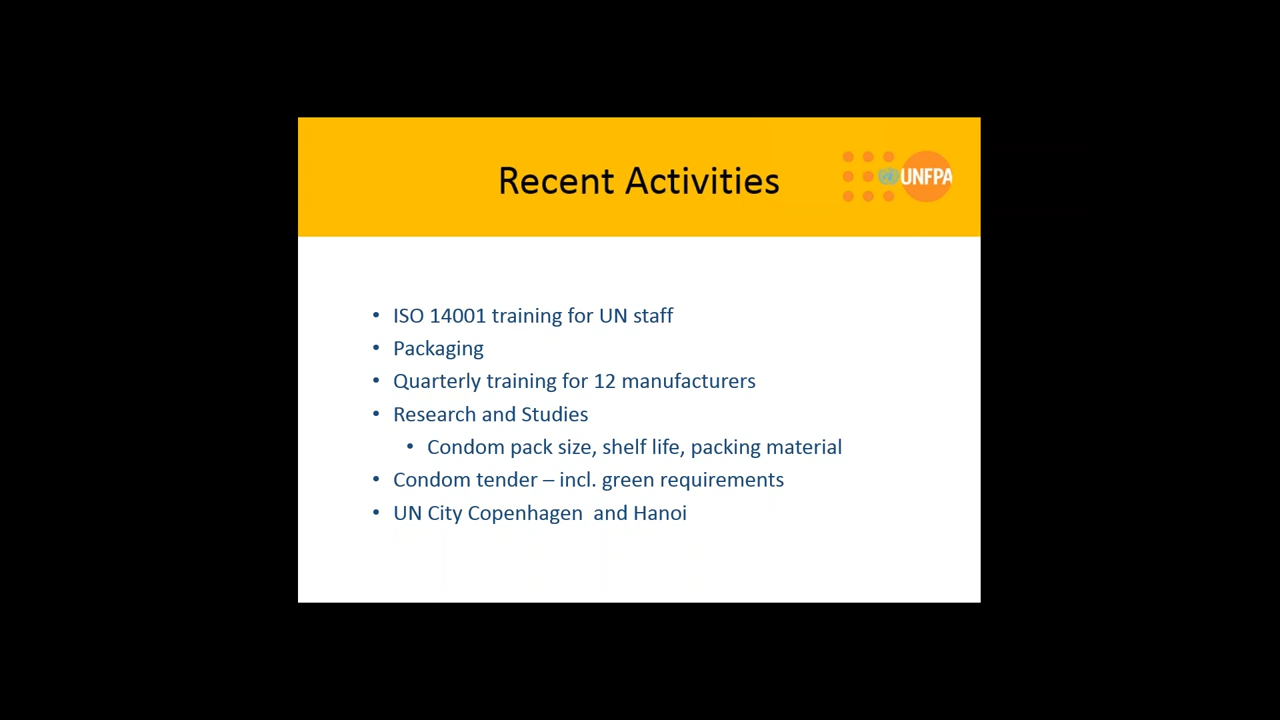 Recent Activities
UNFPA
• ISO 14001 training for UN staff
• Packaging
• Quarterly training for 12 manufacturers
• Research and Studies
• Condom pack size, shelf life, packing material
• Condom tender – incl. green requirements
• UN City Copenhagen  and Hanoi